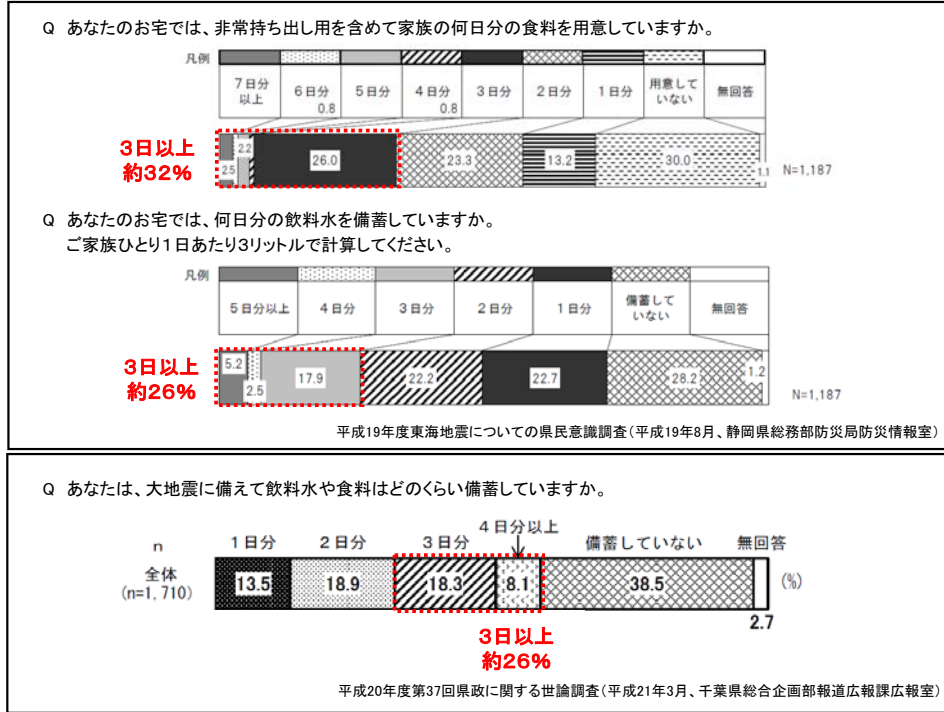 Q あなたのお宅では、非常持ち出し用を含めて家族の何日分の食料を用意していますか。
凡例
7日分以上 6日分 0.8 5日分 4日分 0.8 3日分 2日分 1日分 用意していない 無回答
3日以上
約32%
2.5 2.2 26.0 23.3 13.2 30.0 1.1 N=1,187
Q あなたのお宅では、何日分の飲料水を備蓄していますか。
ご家族ひとり1日あたり3リットルで計算してください。
凡例
5日分以上 4日分 3日分 2日分 1日分 備蓄していない 無回答
3日以上
約26%
5.2 2.5 17.9 22.2 22.7 28.2 1.2 N=1,187
平成19年度東海地震についての県民意識調査(平成19年8月、静岡県総務部防災局防災情報室)
Q あなたは、大地震に備えて飲料水や食料はどのくらい備蓄していますか。
n 1日分 2日分 3日分 4日分以上 備蓄していない 無回答
全体
(n=1,710)
13.5 18.9 18.3 8.1 38.5 2.7 (%)
3日以上
約26%
平成20年度第37回県政に関する世論調査(平成21年3月、千葉県総合企画部報道広報課広報室)